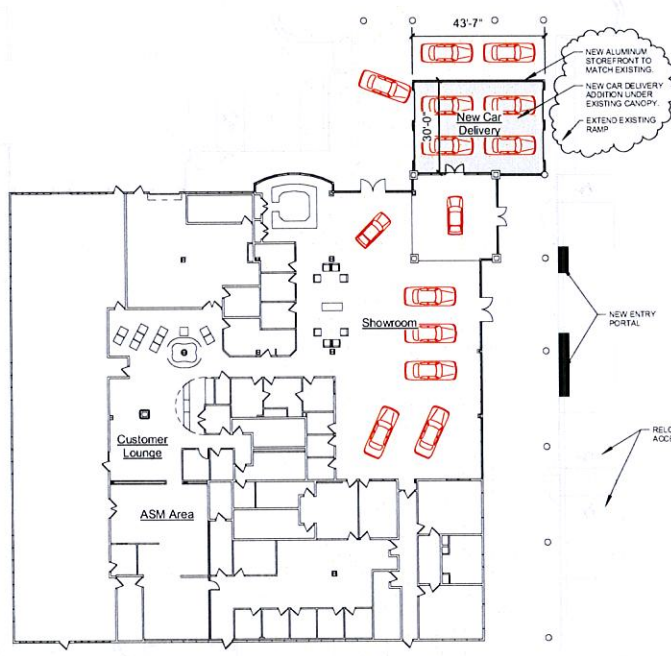 43'-7"
NEW ALUMINUM
STOREFRONT TO
MATCH EXISTING.
NEW CAR DELIVERY
ADDITION UNDER
EXISTING CANOPY.
EXTEND EXISTING
RAMP
30'-0"
New Car
Delivery
NEW ENTRY
PORTAL
Showroom
Customer
Lounge
ASM Area